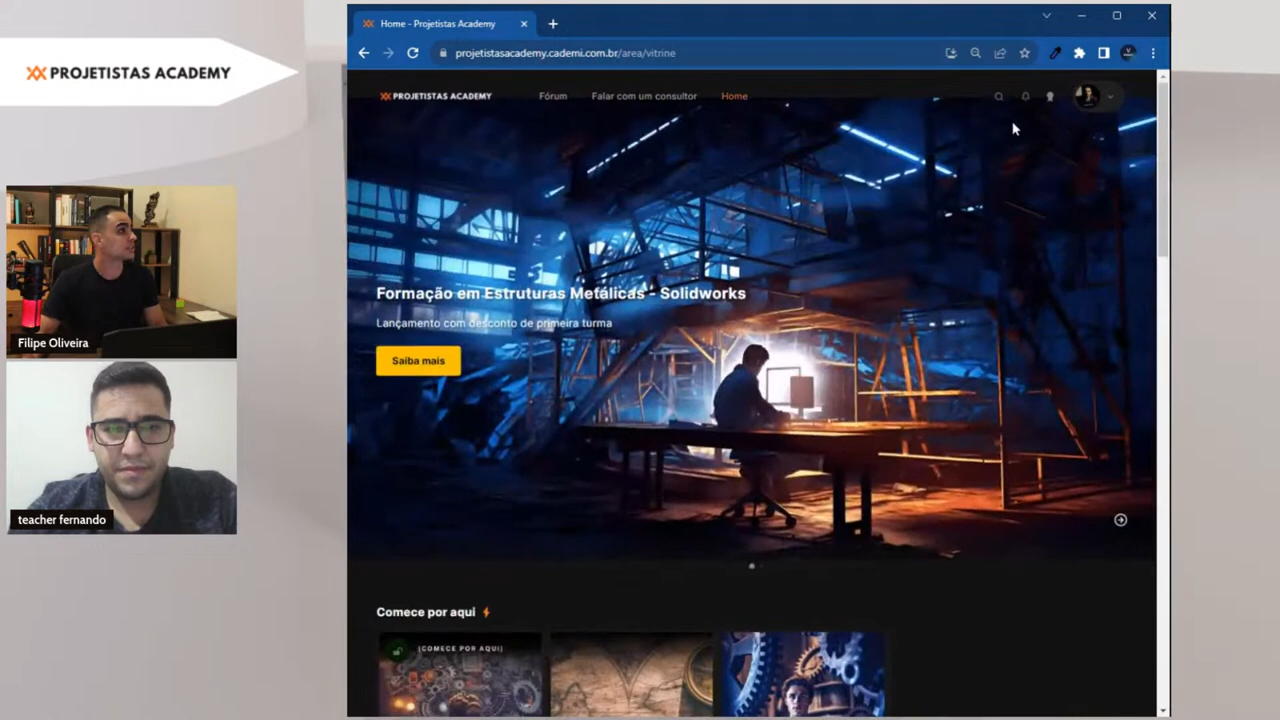 PROJETISTAS ACADEMY
Filipe Oliveira
teacher fernando
Home - Projetistas Academy
projetistasacademy.cademi.com.br/area/vitrine
PROJETISTAS ACADEMY
Fórum
Falar com um consultor
Home
Formação em Estruturas Metálicas - Solidworks
Lançamento com desconto de primeira turma
Saiba mais
Comece por aqui
(COMECE POR AQUI)